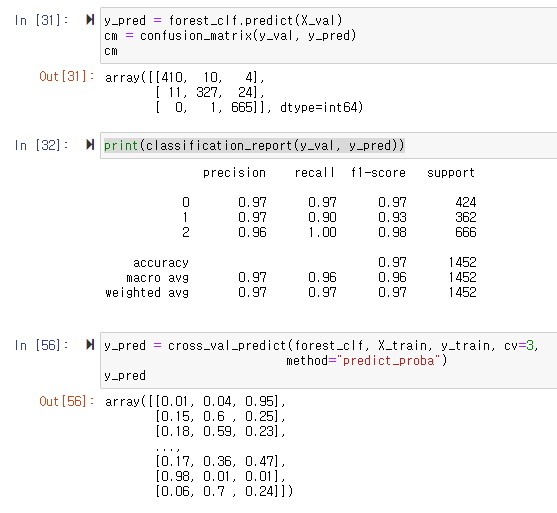 In [31]: y_pred = forest_clf.predict(X_val)
cm = confusion_matrix(y_val, y_pred)
cm
Out[31]: array([[410,  10,   4],
       [ 11, 327,  24],
       [  0,   1, 665]], dtype=int64)
In [32]: print(classification_report(y_val, y_pred))
precision    recall  f1-score   support
0       0.97      0.97      0.97       424
1       0.97      0.90      0.93       362
2       0.96      1.00      0.98       666
accuracy                           0.97      1452
macro avg       0.97      0.96      0.96      1452
weighted avg       0.97      0.97      0.97      1452
In [56]: y_pred = cross_val_predict(forest_clf, X_train, y_train, cv=3,
method="predict_proba")
y_pred
Out[56]: array([[0.01, 0.04, 0.95],
       [0.15, 0.6 , 0.25],
       [0.18, 0.59, 0.23],
       ...,
       [0.17, 0.36, 0.47],
       [0.98, 0.01, 0.01],
       [0.06, 0.7 , 0.24]])